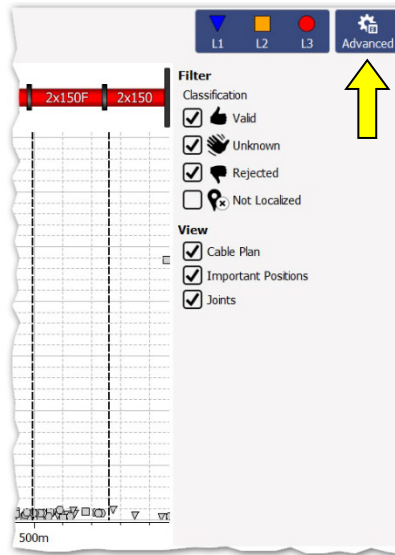 L1 L2 L3 Advanced
Filter
2x150F 2x150
Classification
Valid
Unknown
Rejected
Not Localized
View
Cable Plan
Important Positions
Joints
500m